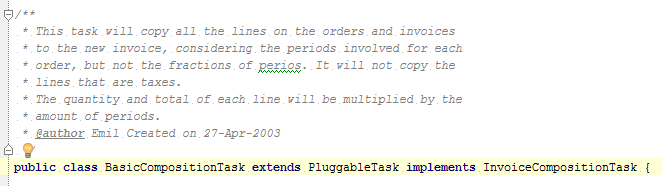 /**
* This task will copy all the lines on the orders and invoices
* to the new invoice, considering the periods involved for each
* order, but not the fractions of perios. It will not copy the
* lines that are taxes.
* The quantity and total of each line will be multiplied by the
* amount of periods.
* @author Emil Created on 27-Apr-2003
*/
public class BasicCompositionTask extends PluggableTask implements InvoiceCompositionTask {